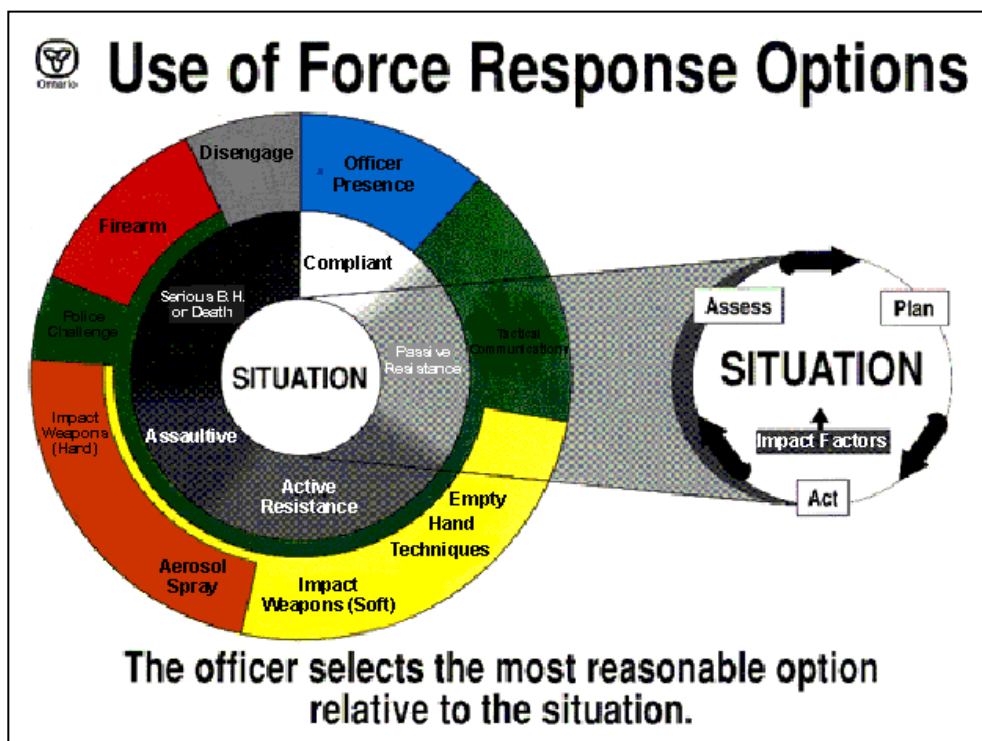 Ontario
Use of Force Response Options
Disengage
Officer
Presence
Firearm
Compliant
Serious B.H.
or Death
Police
Challenge
Tactical
Communication
Passive
Resistance
SITUATION
Impact
Weapons
(Hard)
Assaultive
Active
Resistance
Empty
Hand
Techniques
Aerosol
Spray
Impact
Weapons (Soft)
Assess
Plan
SITUATION
Impact Factors
Act
The officer selects the most reasonable option
relative to the situation.